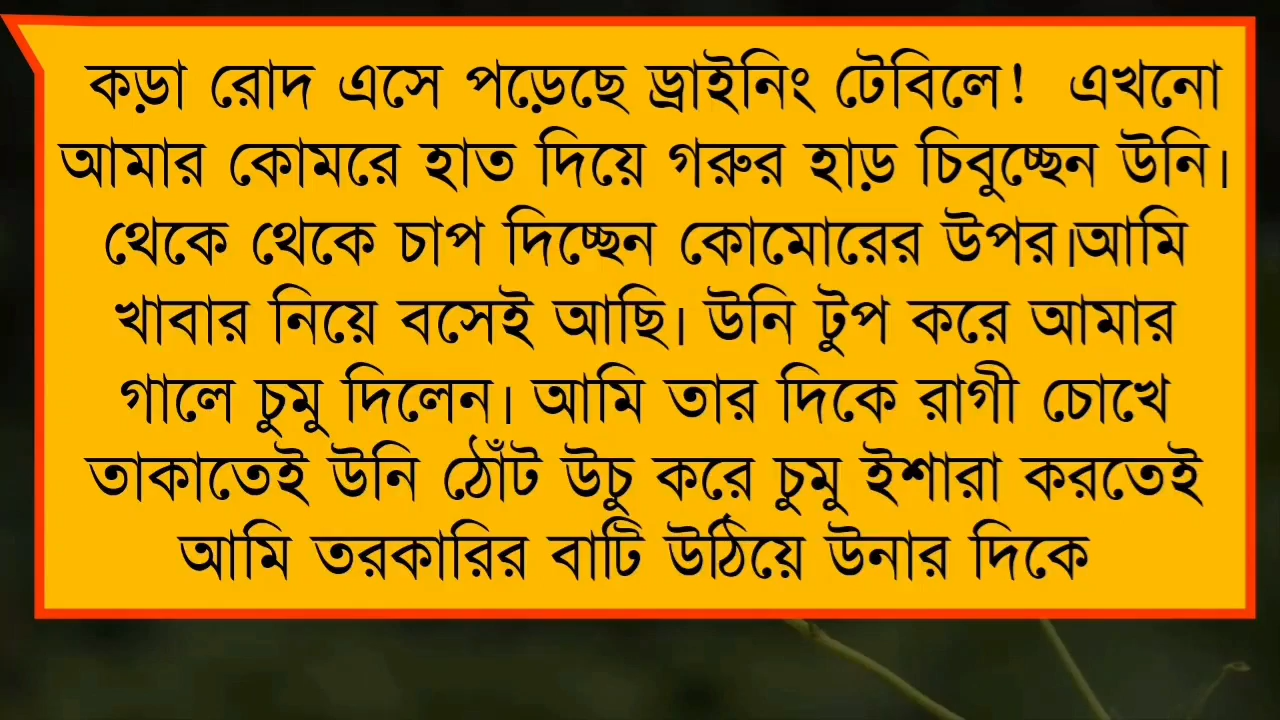 কড়া রোদ এসে পড়েছে ড্রাইনিং টেবিলে! এখনো
আমার কোমরে হাত দিয়ে গরুর হাড় চিবুচ্ছেন উনি।
থেকে থেকে চাপ দিচ্ছেন কোমোরের উপর।আমি
খাবার নিয়ে বসেই আছি। উনি টুপ করে আমার
গালে চুমু দিলেন। আমি তার দিকে রাগী চোখে
তাকাতেই উনি ঠোঁট উচু করে চুমু ইশারা করতেই
আমি তরকারির বাটি উঠিয়ে উনার দিকে